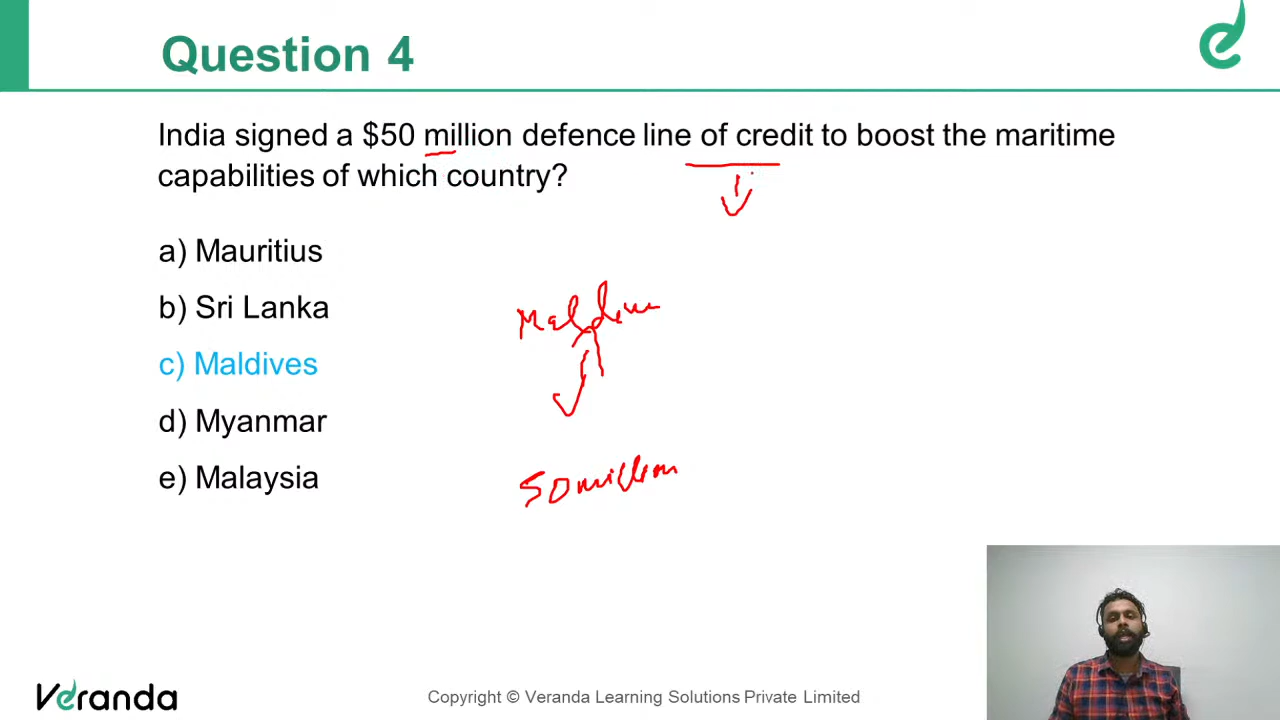 Question 4
India signed a $50 million defence line of credit to boost the maritime
capabilities of which country?
a) Mauritius
b) Sri Lanka
c) Maldives
d) Myanmar
e) Malaysia
50 million
Veranda
Copyright © Veranda Learning Solutions Private Limited